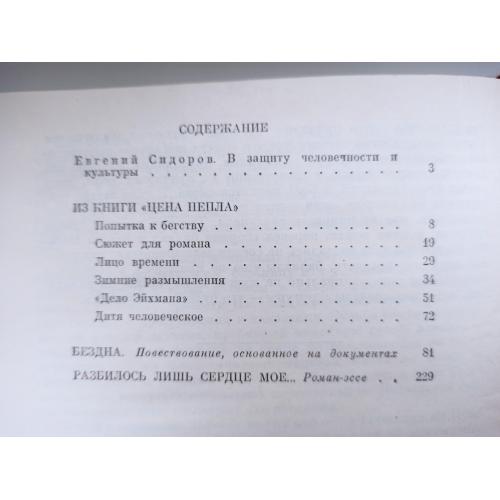 СОДЕРЖАНИЕ
Евгений Сидоров. В защиту человечности и
культуры . . . . . . . . . . . . . . . . 3
ИЗ КНИГИ «ЦЕНА ПЕПЛА»
Попытка к бегству . . . . . . . . . . . . 8
Сюжет для романа . . . . . . . . . . . 19
Лицо времени . . . . . . . . . . . . . 29
Зимние размышления . . . . . . . . . . 34
«Дело Эйхмана» . . . . . . . . . . . . 51
Дитя человеческое . . . . . . . . . . . 72
БЕЗДНА. Повествование, основанное на документах 81
РАЗБИЛОСЬ ЛИШЬ СЕРДЦЕ МОЕ... Роман-эссе . . 229